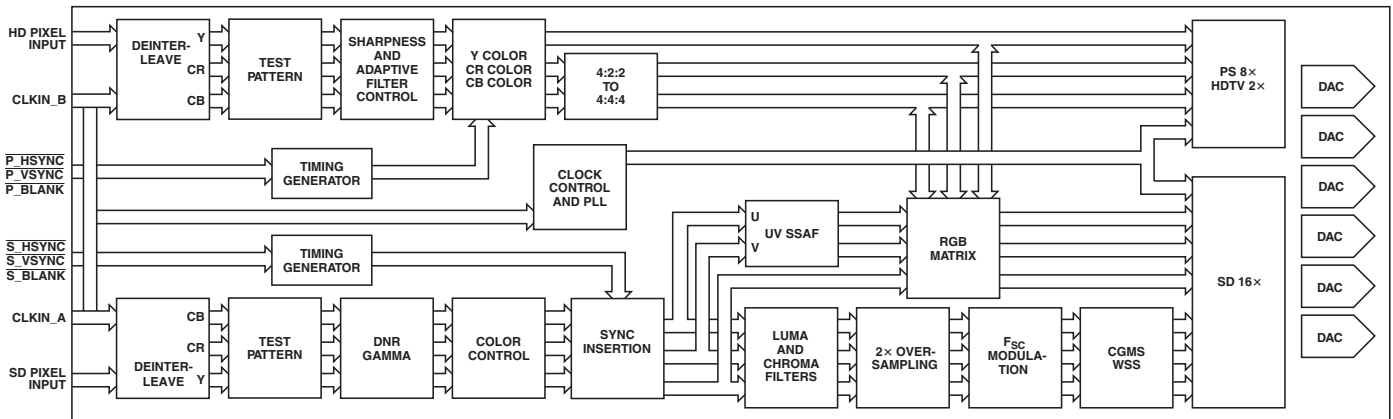 HD PIXEL
INPUT
CLKIN_B
P_HSYNC
P_VSYNC
P_BLANK
S_HSYNC
S_VSYNC
S_BLANK
CLKIN_A
SD PIXEL
INPUT
DEINTER-
LEAVE
Y
CR
CB
TEST
PATTERN
SHARPNESS
AND
ADAPTIVE
FILTER
CONTROL
Y COLOR
CR COLOR
CB COLOR
4:2:2
TO
4:4:4
PS 8×
HDTV 2×
TIMING
GENERATOR
CLOCK
CONTROL
AND PLL
TIMING
GENERATOR
U
UV SSAF
V
RGB
MATRIX
SD 16×
CB
CR
DEINTER-
LEAVE
Y
TEST
PATTERN
DNR
GAMMA
COLOR
CONTROL
SYNC
INSERTION
LUMA
AND
CHROMA
FILTERS
2× OVER-
SAMPLING
FSC
MODULA-
TION
CGMS
WSS
DAC
DAC
DAC
DAC
DAC
DAC